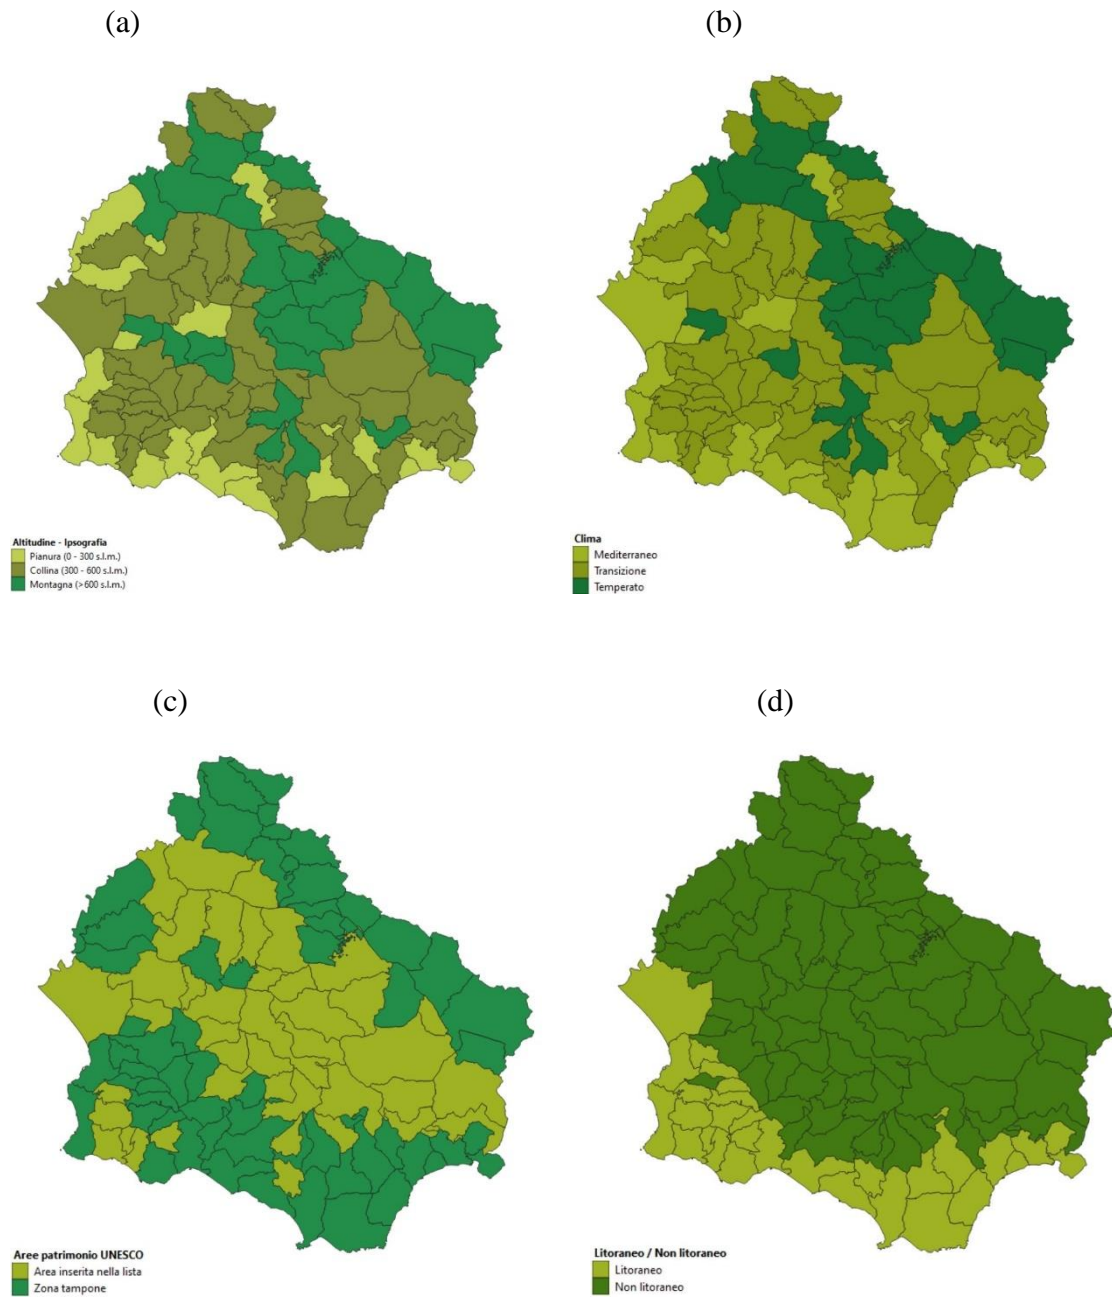 (a)
(b)
Altitudine - Ipsografia
Pianura (0 - 300 s.l.m.)
Collina (300 - 600 s.l.m.)
Montagna (>600 s.l.m.)
Clima
Mediterraneo
Transizione
Temperato
(c)
(d)
Aree patrimonio UNESCO
Area inserita nella lista
Zona tampone
Litoraneo / Non litoraneo
Litoraneo
Non litoraneo